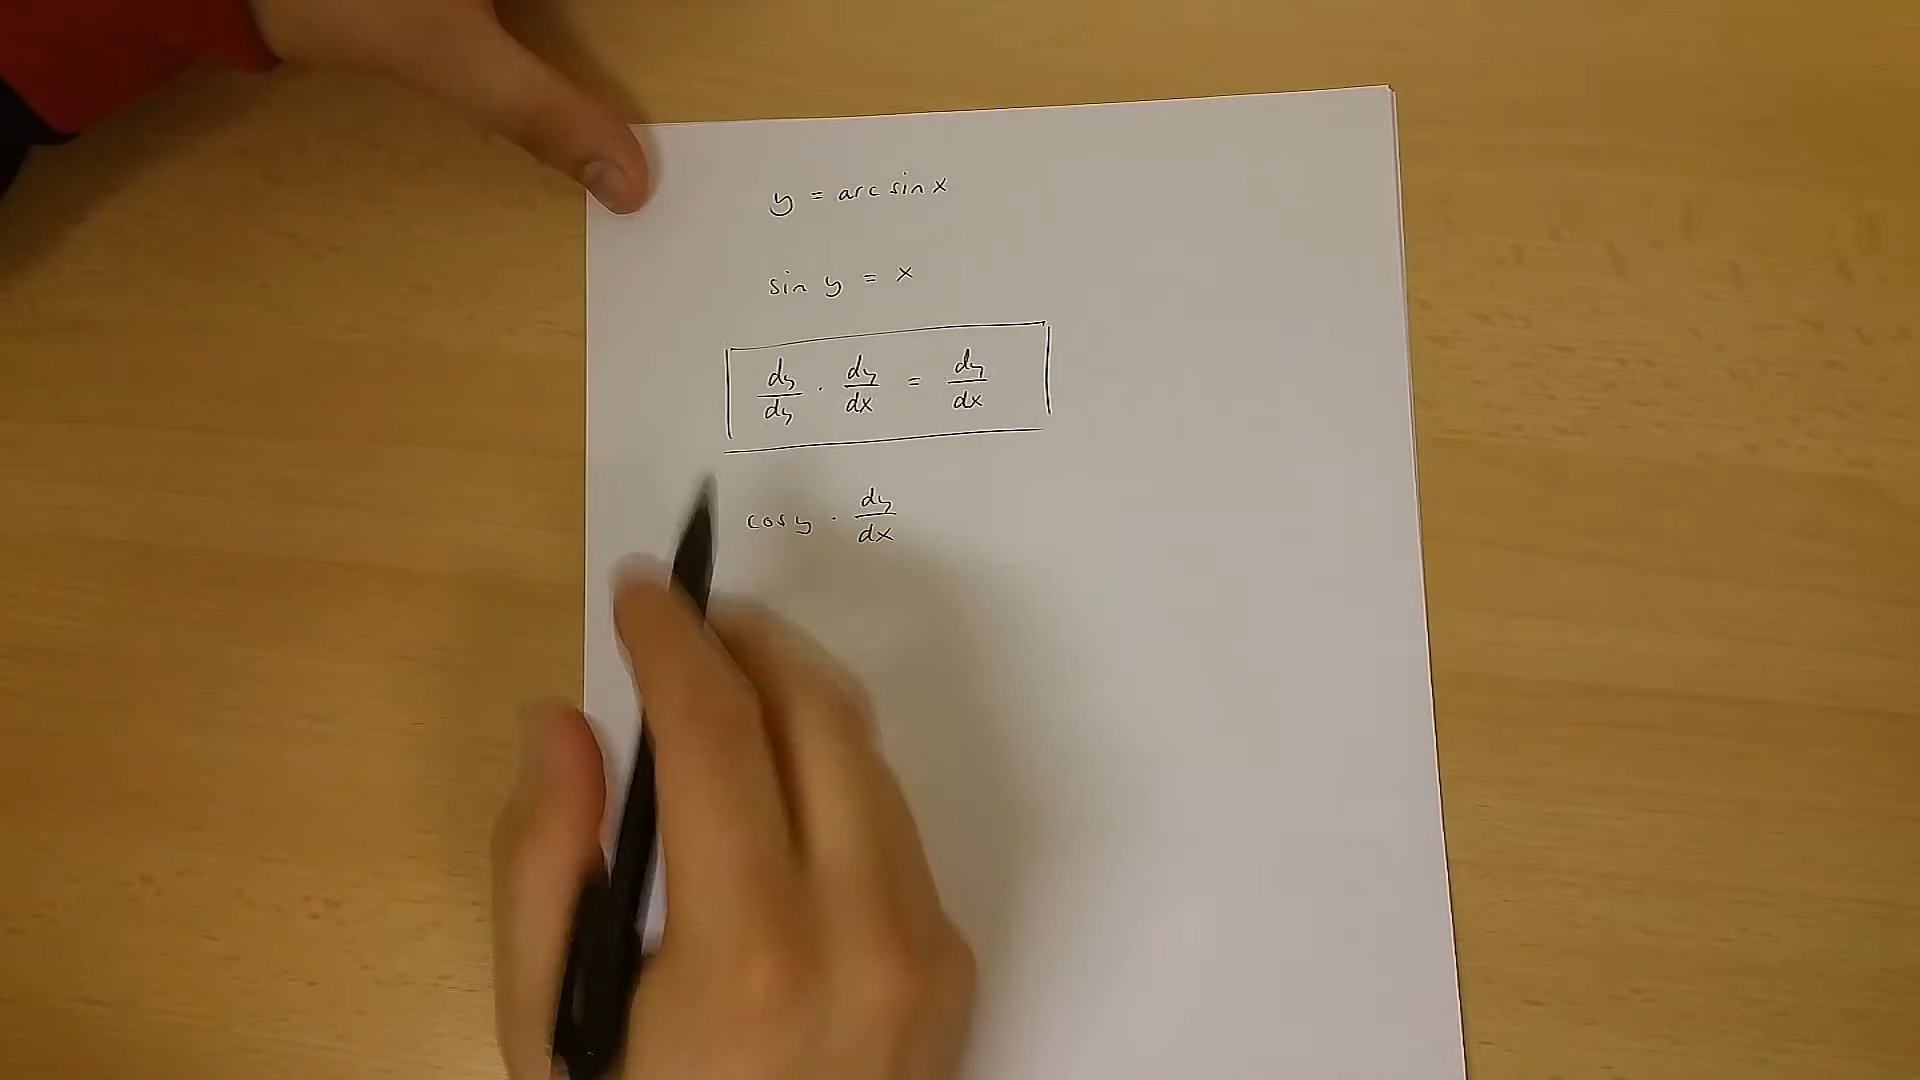 y = arc sin x
sin y = x
dy/dy · dy/dx = dy/dx
cos y · dy/dx